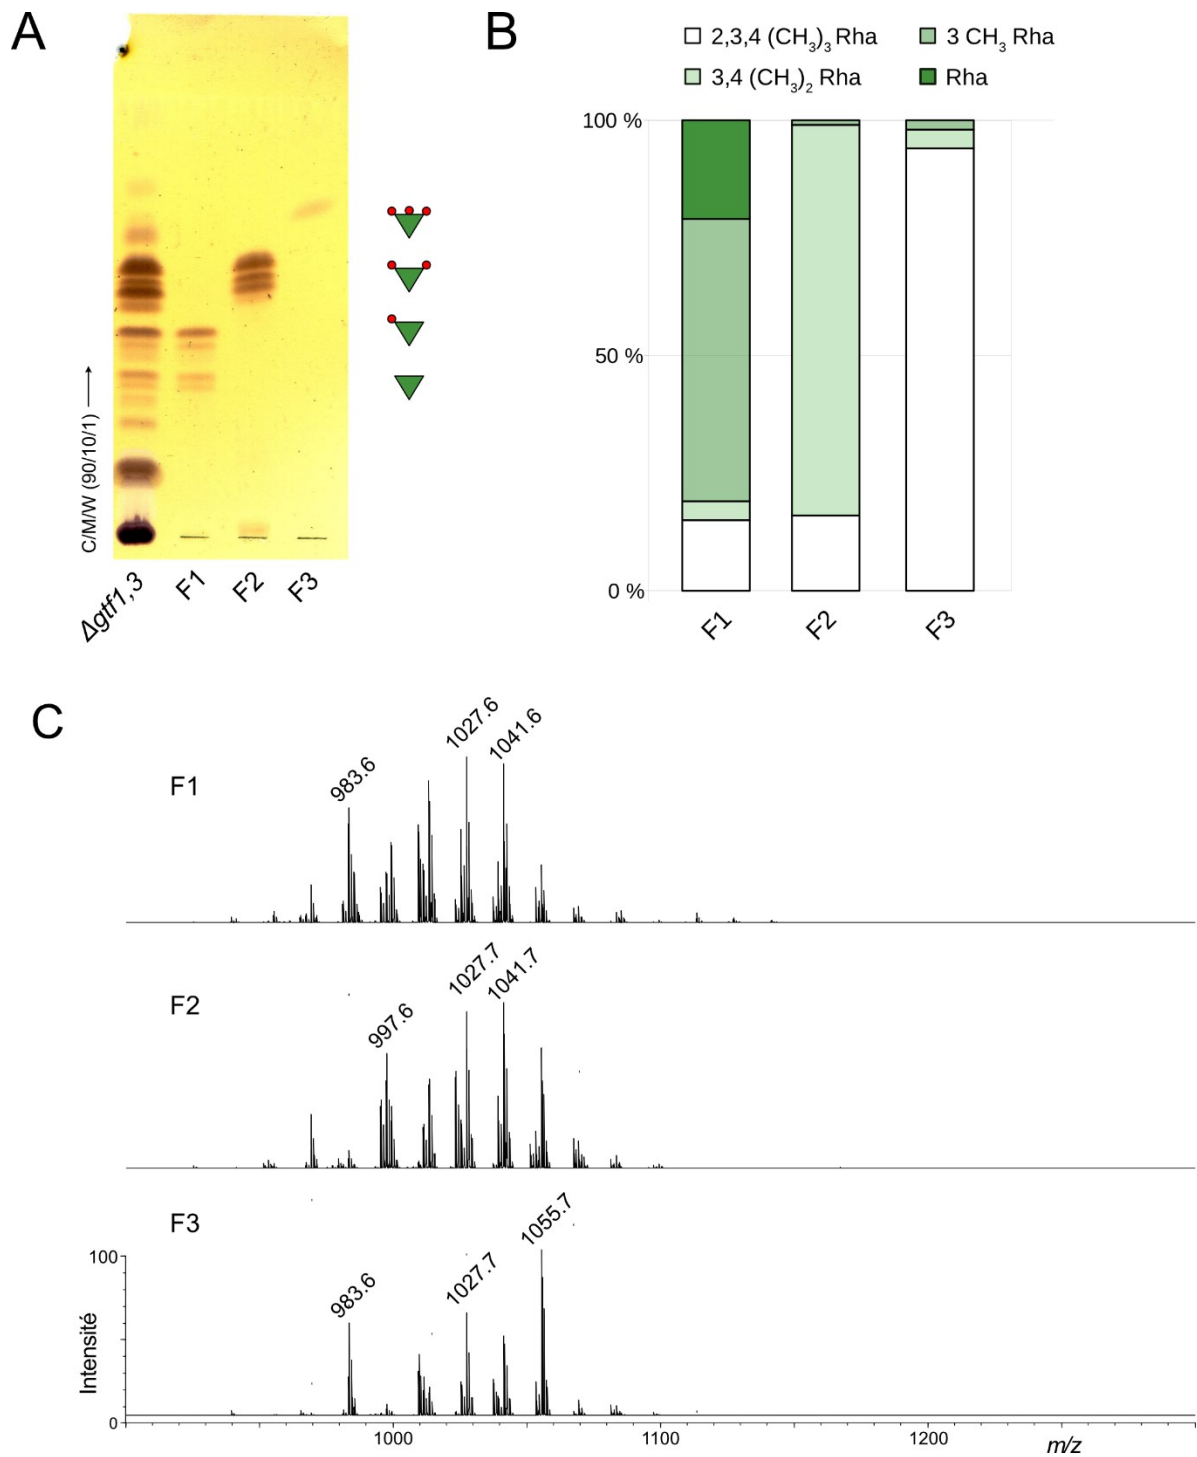 A
C/M/W (90/10/1)
Δgtf1,3
F1
F2
F3
B
2,3,4 (CH₃)₃ Rha
3 CH₃ Rha
3,4 (CH₃)₂ Rha
Rha
100 %
50 %
0 %
F1
F2
F3
C
F1
983.6
1027.6
1041.6
F2
997.6
1027.7
1041.7
F3
983.6
1027.7
1055.7
100
Intensité
0
1000
1100
1200
m/z